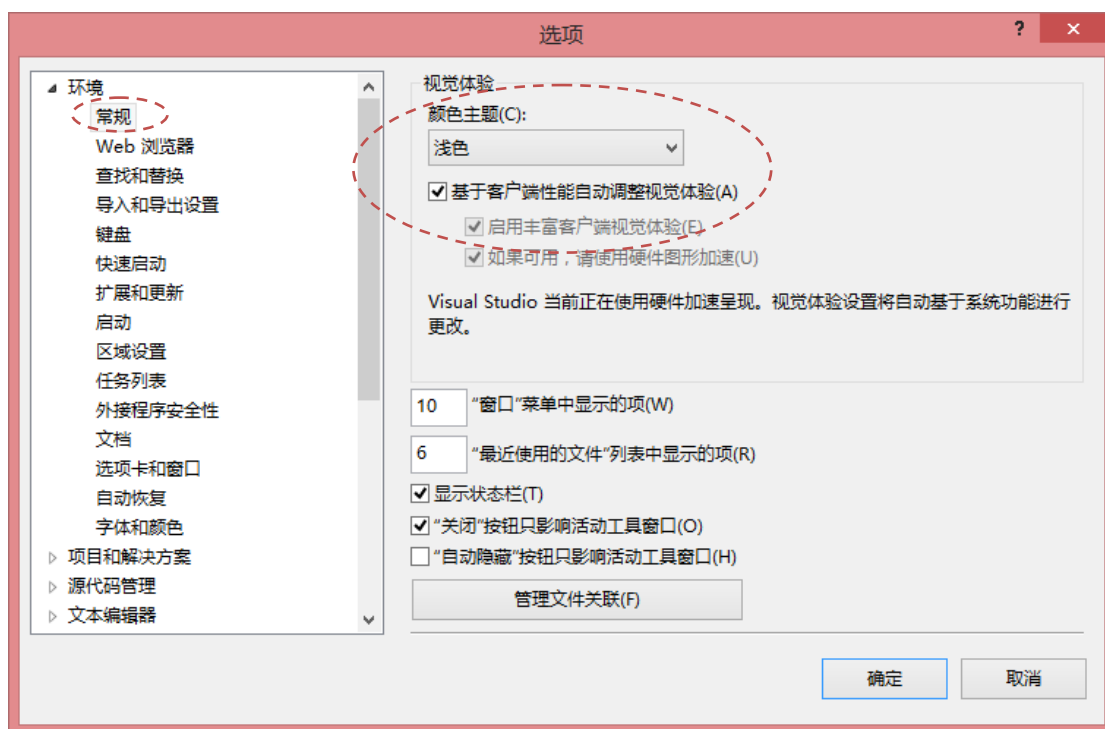 选项
?
环境
常规
Web 浏览器
查找和替换
导入和导出设置
键盘
快速启动
扩展和更新
启动
区域设置
任务列表
外接程序安全性
文档
选项卡和窗口
自动恢复
字体和颜色
项目和解决方案
源代码管理
文本编辑器
视觉体验
颜色主题(C):
浅色
基于客户端性能自动调整视觉体验(A)
启用丰富客户端视觉体验(E)
如果可用，请使用硬件图形加速(U)
Visual Studio 当前正在使用硬件加速呈现。视觉体验设置将自动基于系统功能进行
更改。
10 "窗口"菜单中显示的项(W)
6 "最近使用的文件"列表中显示的项(R)
显示状态栏(T)
"关闭"按钮只影响活动工具窗口(O)
"自动隐藏"按钮只影响活动工具窗口(H)
管理文件关联(F)
确定 取消